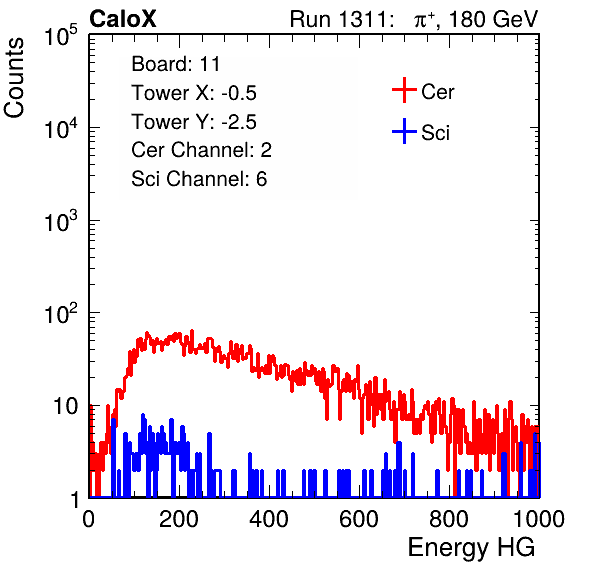 CaloX Run 1311: π⁺, 180 GeV
Counts
Board: 11
Tower X: -0.5
Tower Y: -2.5
Cer Channel: 2
Sci Channel: 6
Cer
Sci
10⁵
10⁴
10³
10²
10
1
0 200 400 600 800 1000
Energy HG